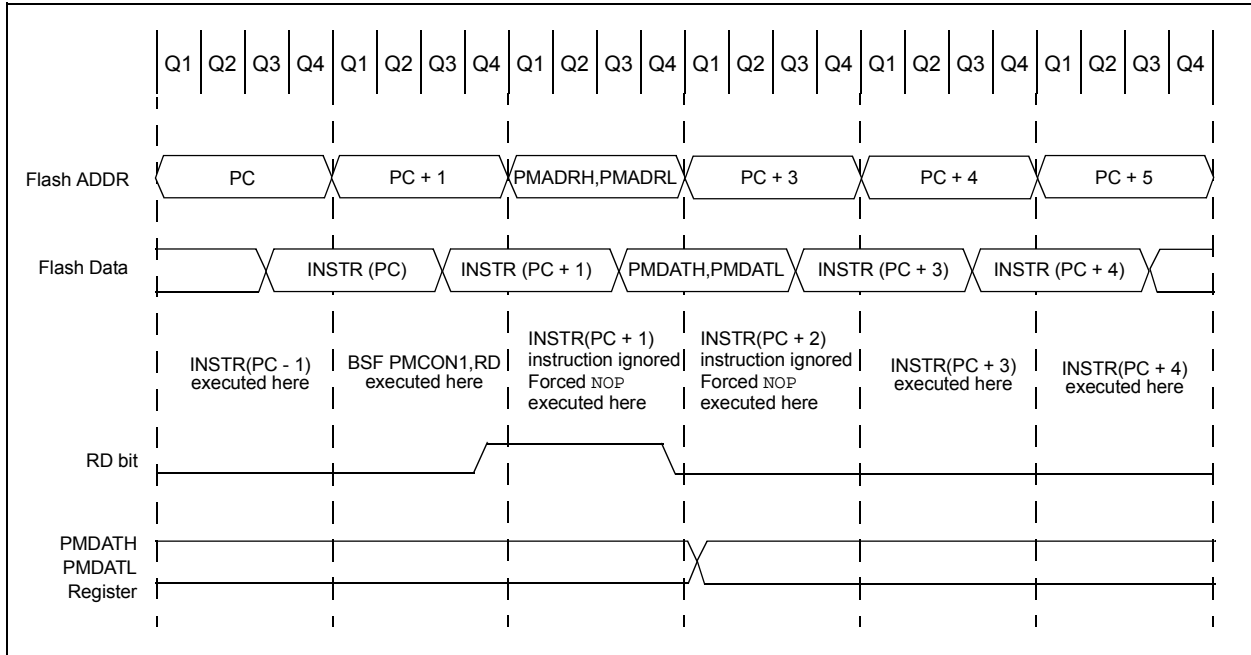 Q1 Q2 Q3 Q4 Q1 Q2 Q3 Q4 Q1 Q2 Q3 Q4 Q1 Q2 Q3 Q4 Q1 Q2 Q3 Q4 Q1 Q2 Q3 Q4
Flash ADDR PC PC + 1 PMADRH,PMADRL PC + 3 PC + 4 PC + 5
Flash Data INSTR (PC) INSTR (PC + 1) PMDATH,PMDATL INSTR (PC + 3) INSTR (PC + 4)
INSTR(PC - 1)
executed here
BSF PMCON1,RD
executed here
INSTR(PC + 1)
instruction ignored
Forced NOP
executed here
INSTR(PC + 2)
instruction ignored
Forced NOP
executed here
INSTR(PC + 3)
executed here
INSTR(PC + 4)
executed here
RD bit
PMDATH
PMDATL
Register